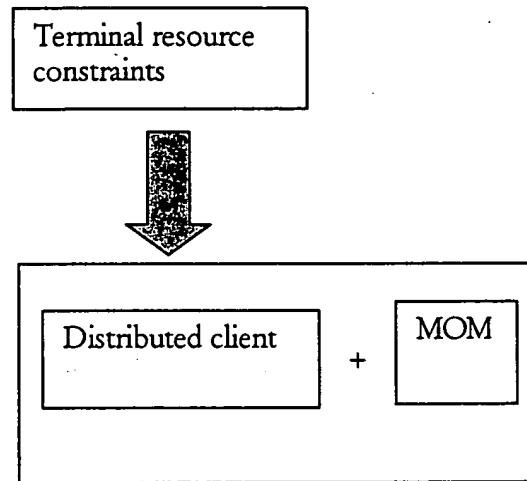 Terminal resource
constraints
Distributed client
+
MOM